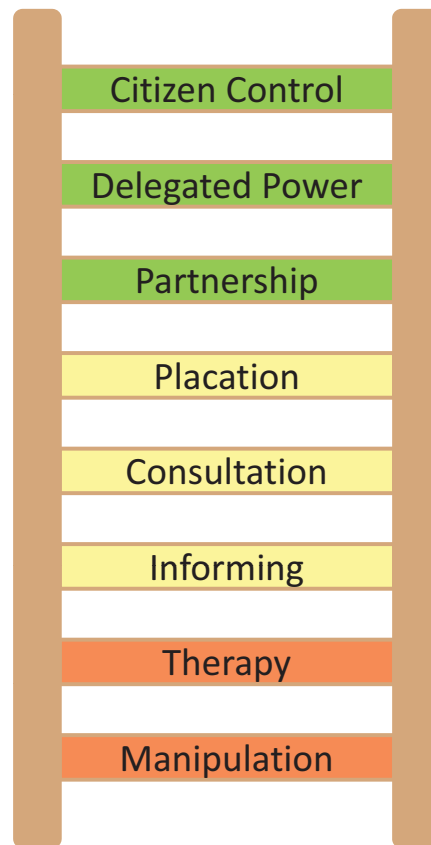 Citizen Control
Delegated Power
Partnership
Placation
Consultation
Informing
Therapy
Manipulation